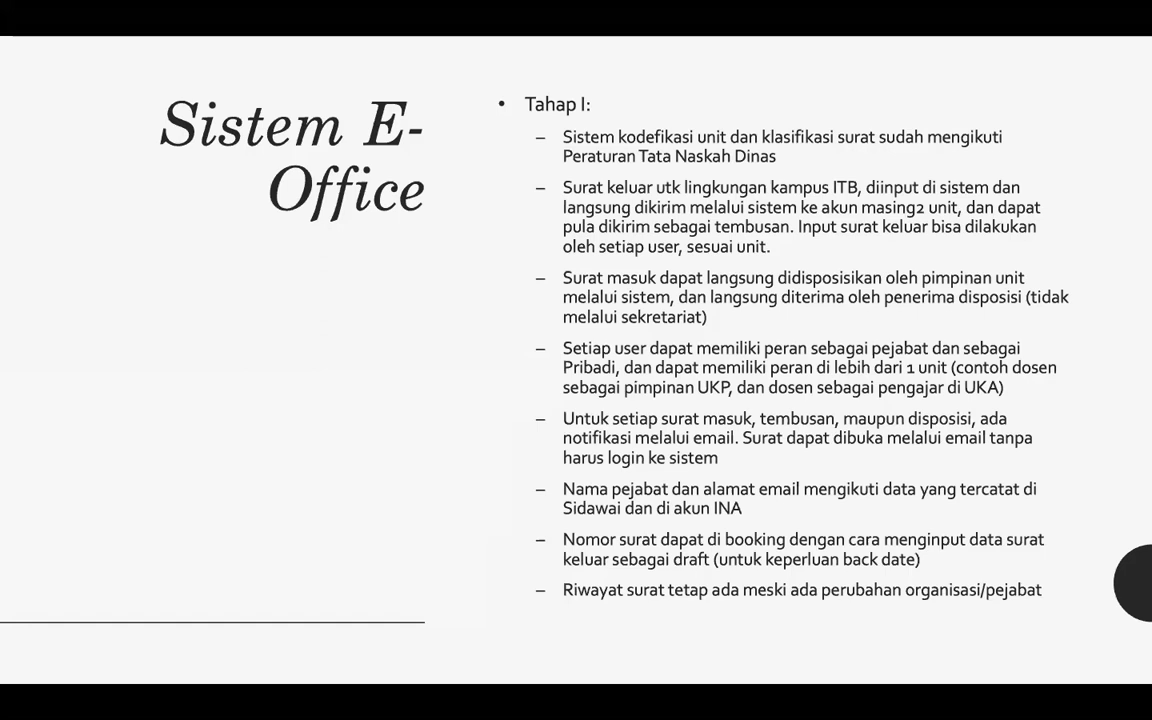 Sistem E-
Office
• Tahap I:
– Sistem kodefikasi unit dan klasifikasi surat sudah mengikuti
Peraturan Tata Naskah Dinas
– Surat keluar utk lingkungan kampus ITB, diinput di sistem dan
langsung dikirim melalui sistem ke akun masing2 unit, dan dapat
pula dikirim sebagai tembusan. Input surat keluar bisa dilakukan
oleh setiap user, sesuai unit.
– Surat masuk dapat langsung didisposisikan oleh pimpinan unit
melalui sistem, dan langsung diterima oleh penerima disposisi (tidak
melalui sekretariat)
– Setiap user dapat memiliki peran sebagai pejabat dan sebagai
Pribadi, dan dapat memiliki peran di lebih dari 1 unit (contoh dosen
sebagai pimpinan UKP, dan dosen sebagai pengajar di UKA)
– Untuk setiap surat masuk, tembusan, maupun disposisi, ada
notifikasi melalui email. Surat dapat dibuka melalui email tanpa
harus login ke sistem
– Nama pejabat dan alamat email mengikuti data yang tercatat di
Sidawai dan di akun INA
– Nomor surat dapat di booking dengan cara menginput data surat
keluar sebagai draft (untuk keperluan back date)
– Riwayat surat tetap ada meski ada perubahan organisasi/pejabat